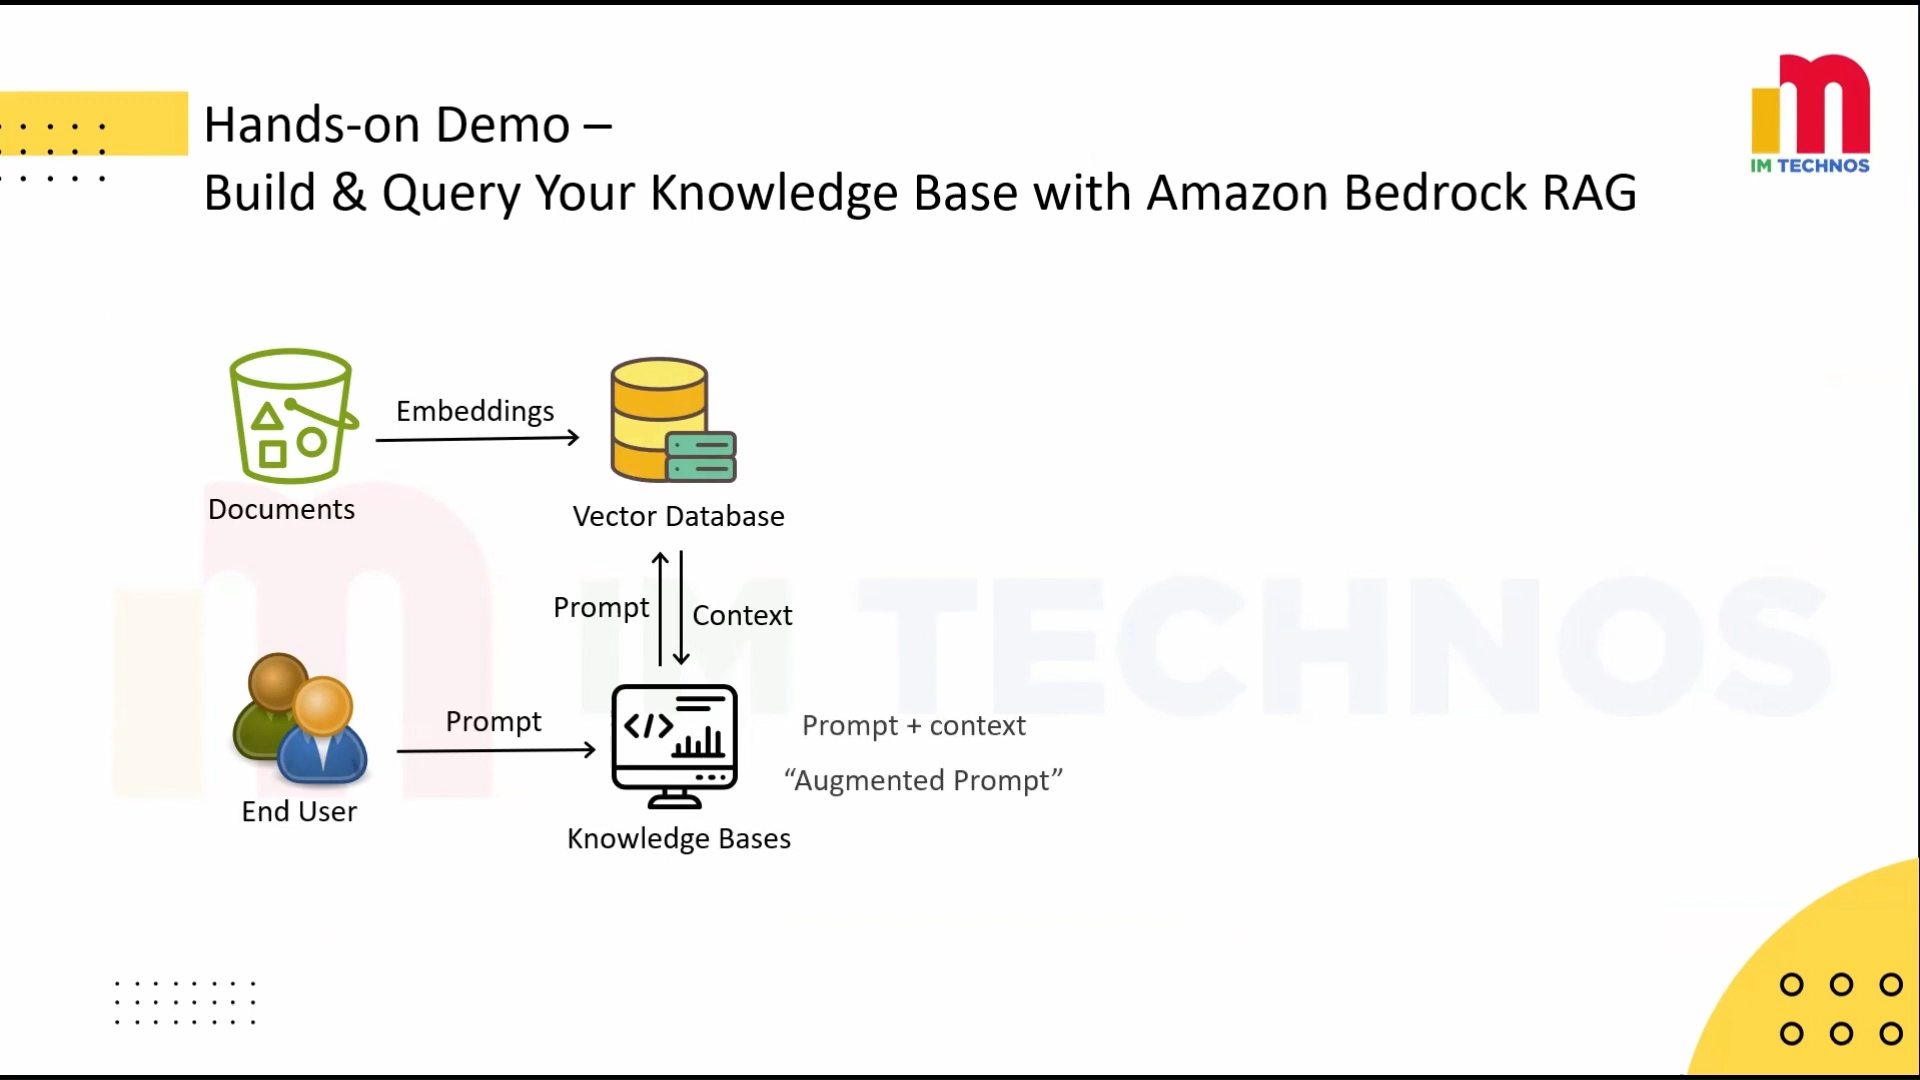 Hands-on Demo –
Build & Query Your Knowledge Base with Amazon Bedrock RAG
IM TECHNOS
Embeddings
Documents
Vector Database
Prompt
Context
IM TECHNOS
Prompt
</>
Prompt + context
“Augmented Prompt”
End User
Knowledge Bases